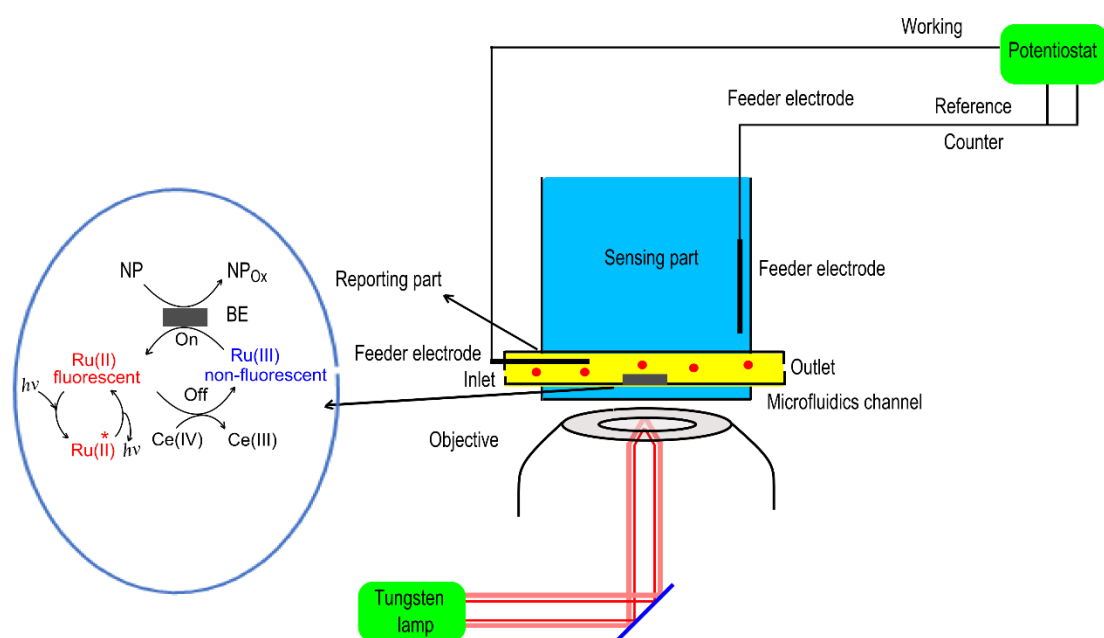 Working
Potentiostat
Feeder electrode
Reference
Counter
Sensing part
Feeder electrode
Reporting part
NP
NPOx
BE
On
Ru(II)
fluorescent
Ru(III)
non-fluorescent
Feeder electrode
Inlet
Outlet
Microfluidics channel
hv
Off
Ru(II)
*
hv
Ce(IV)
Ce(III)
Objective
Tungsten
lamp